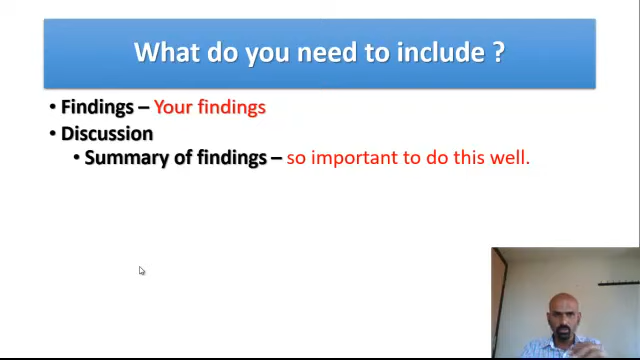 What do you need to include ?
• Findings – Your findings
• Discussion
• Summary of findings – so important to do this well.